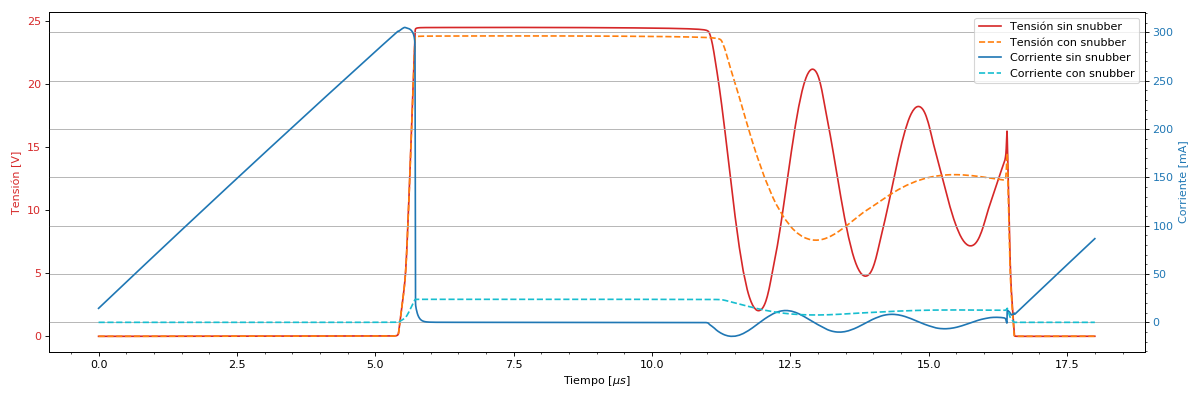 Tensión sin snubber
Tensión con snubber
Corriente sin snubber
Corriente con snubber
25
20
15
10
5
0
Tensión [V]
300
250
200
150
100
50
0
Corriente [mA]
0.0 2.5 5.0 7.5 10.0 12.5 15.0 17.5
Tiempo [μs]